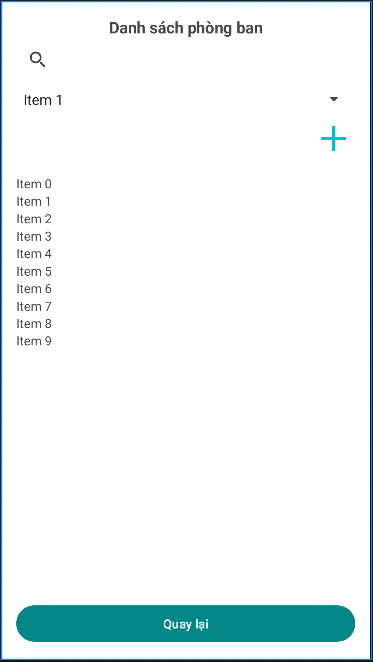 Danh sách phòng ban
Item 1
Item 0
Item 1
Item 2
Item 3
Item 4
Item 5
Item 6
Item 7
Item 8
Item 9
Quay lại